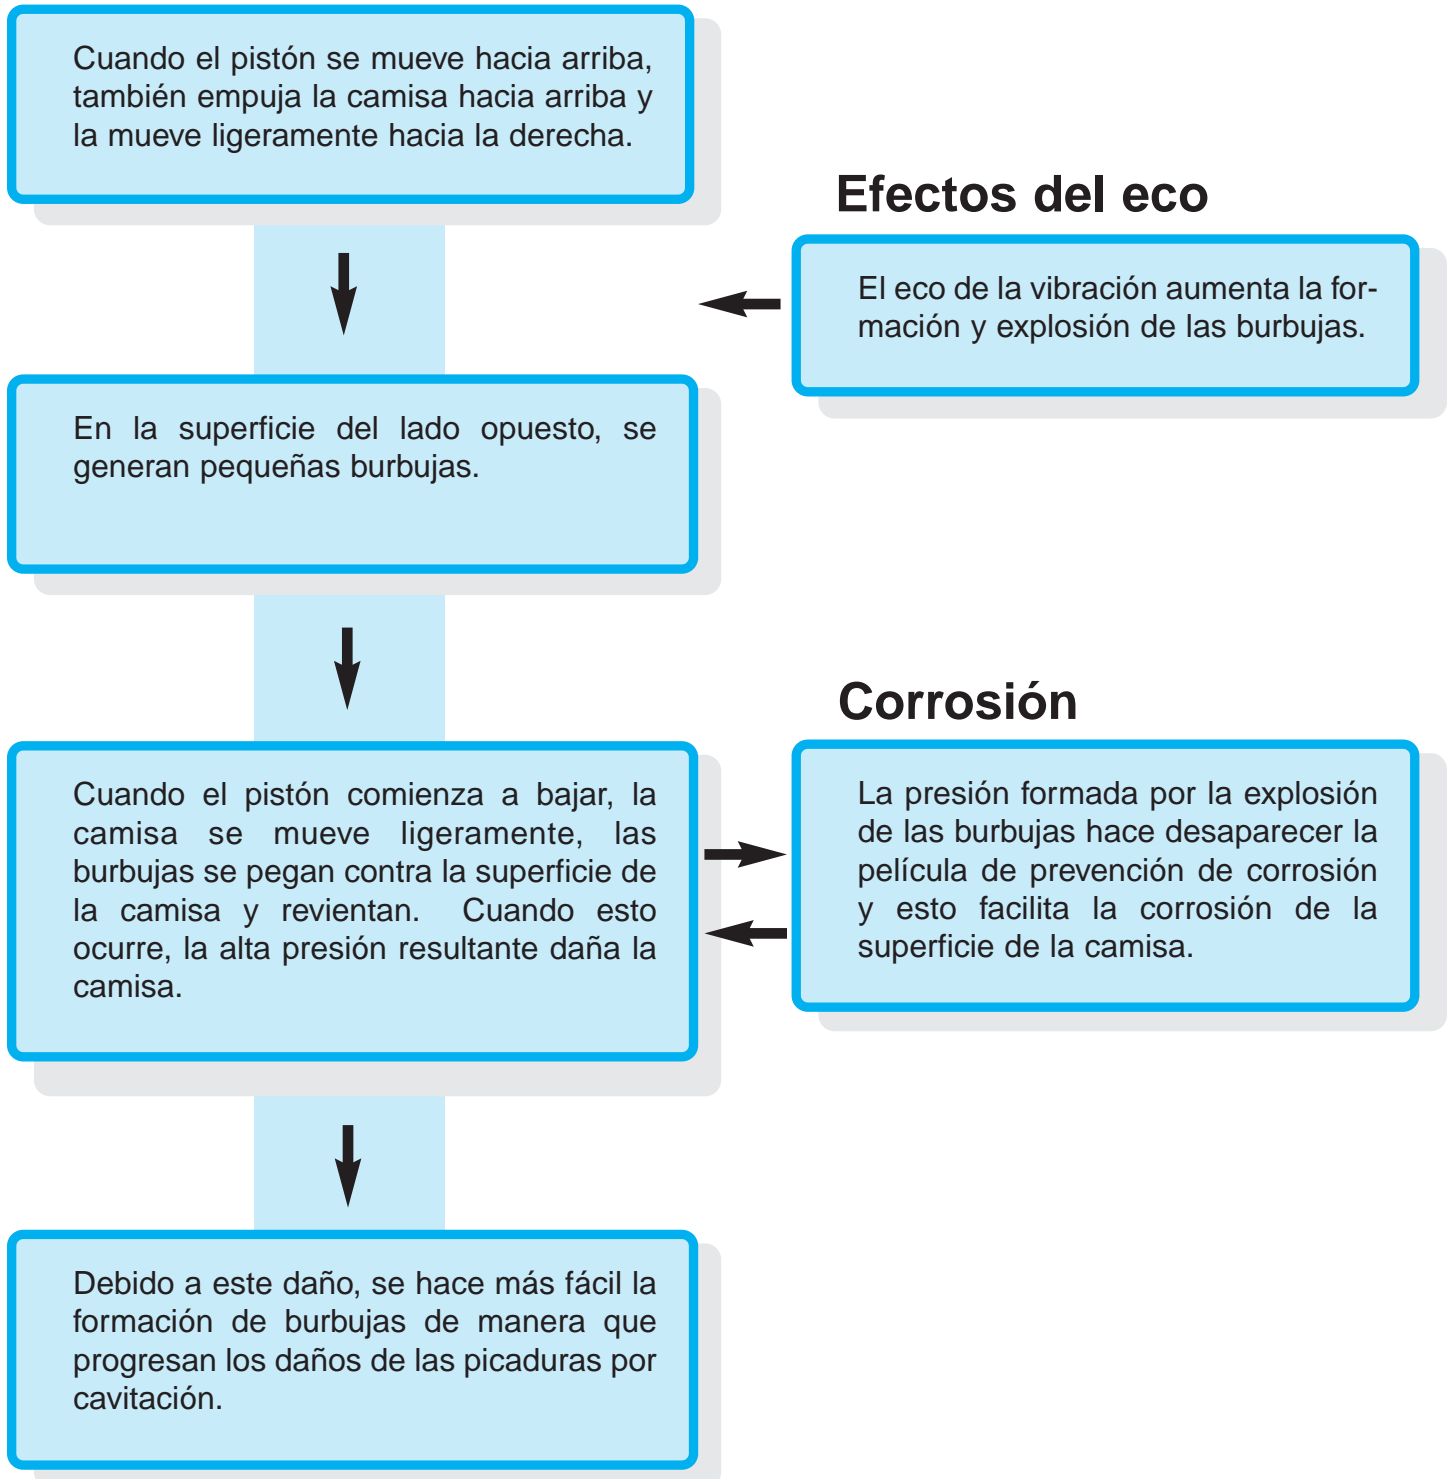 Cuando el pistón se mueve hacia arriba,
también empuja la camisa hacia arriba y
la mueve ligeramente hacia la derecha.
Efectos del eco
El eco de la vibración aumenta la for-
mación y explosión de las burbujas.
En la superficie del lado opuesto, se
generan pequeñas burbujas.
Corrosión
Cuando el pistón comienza a bajar, la
camisa se mueve ligeramente, las
burbujas se pegan contra la superficie de
la camisa y revientan. Cuando esto
ocurre, la alta presión resultante daña la
camisa.
La presión formada por la explosión
de las burbujas hace desaparecer la
película de prevención de corrosión
y esto facilita la corrosión de la
superficie de la camisa.
Debido a este daño, se hace más fácil la
formación de burbujas de manera que
progresan los daños de las picaduras por
cavitación.